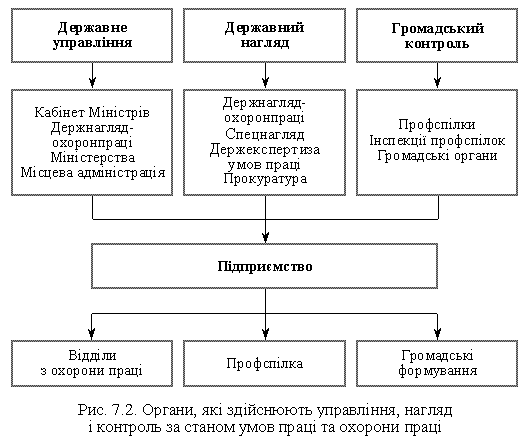 Державне
управління
Державний
нагляд
Громадський
контроль
Кабінет Міністрів
Держнагляд-
охоронпраці
Міністерства
Місцева адміністрація
Держнагляд-
охоронпраці
Спецнагляд
Держекспертиза
умов праці
Прокуратура
Профспілки
Інспекції профспілок
Громадські органи
Підприємство
Відділи
з охорони праці
Профспілка
Громадські
формування
Рис. 7.2. Органи, які здійснюють управління, нагляд
і контроль за станом умов праці та охорони праці